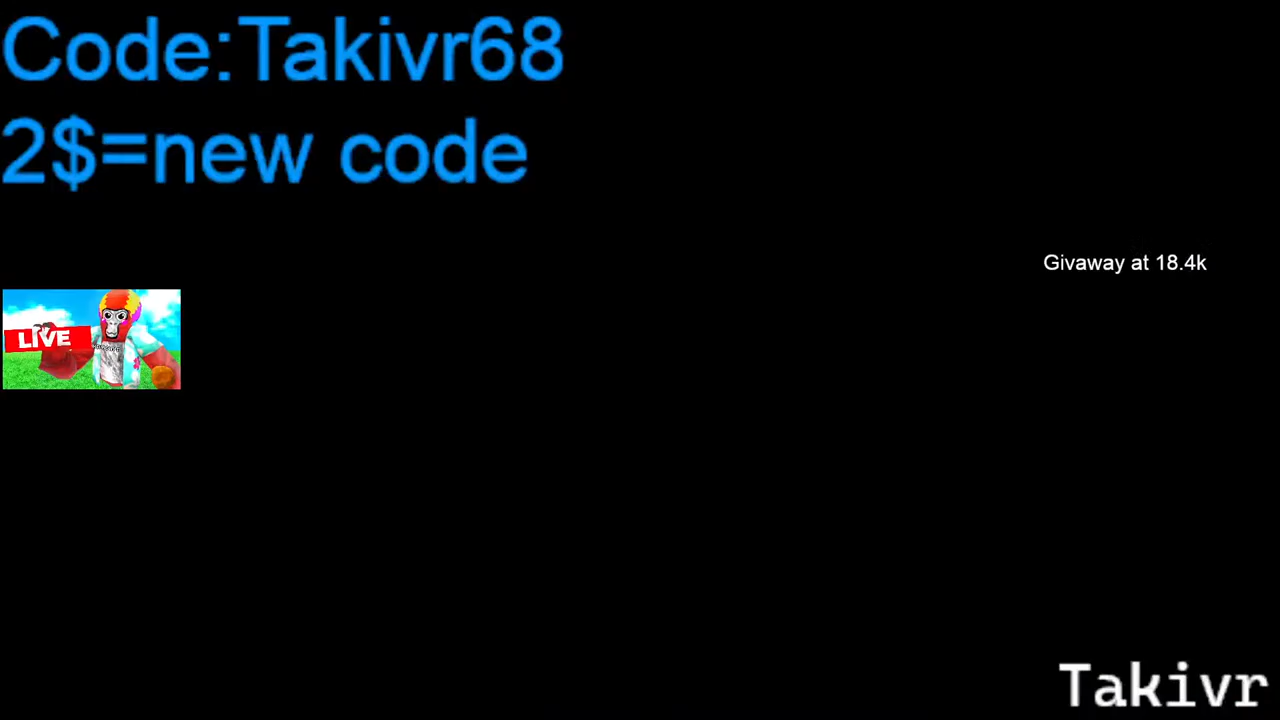 Code:Takivr68
2$=new code
Givaway at 18.4k
LIVE
Takivr